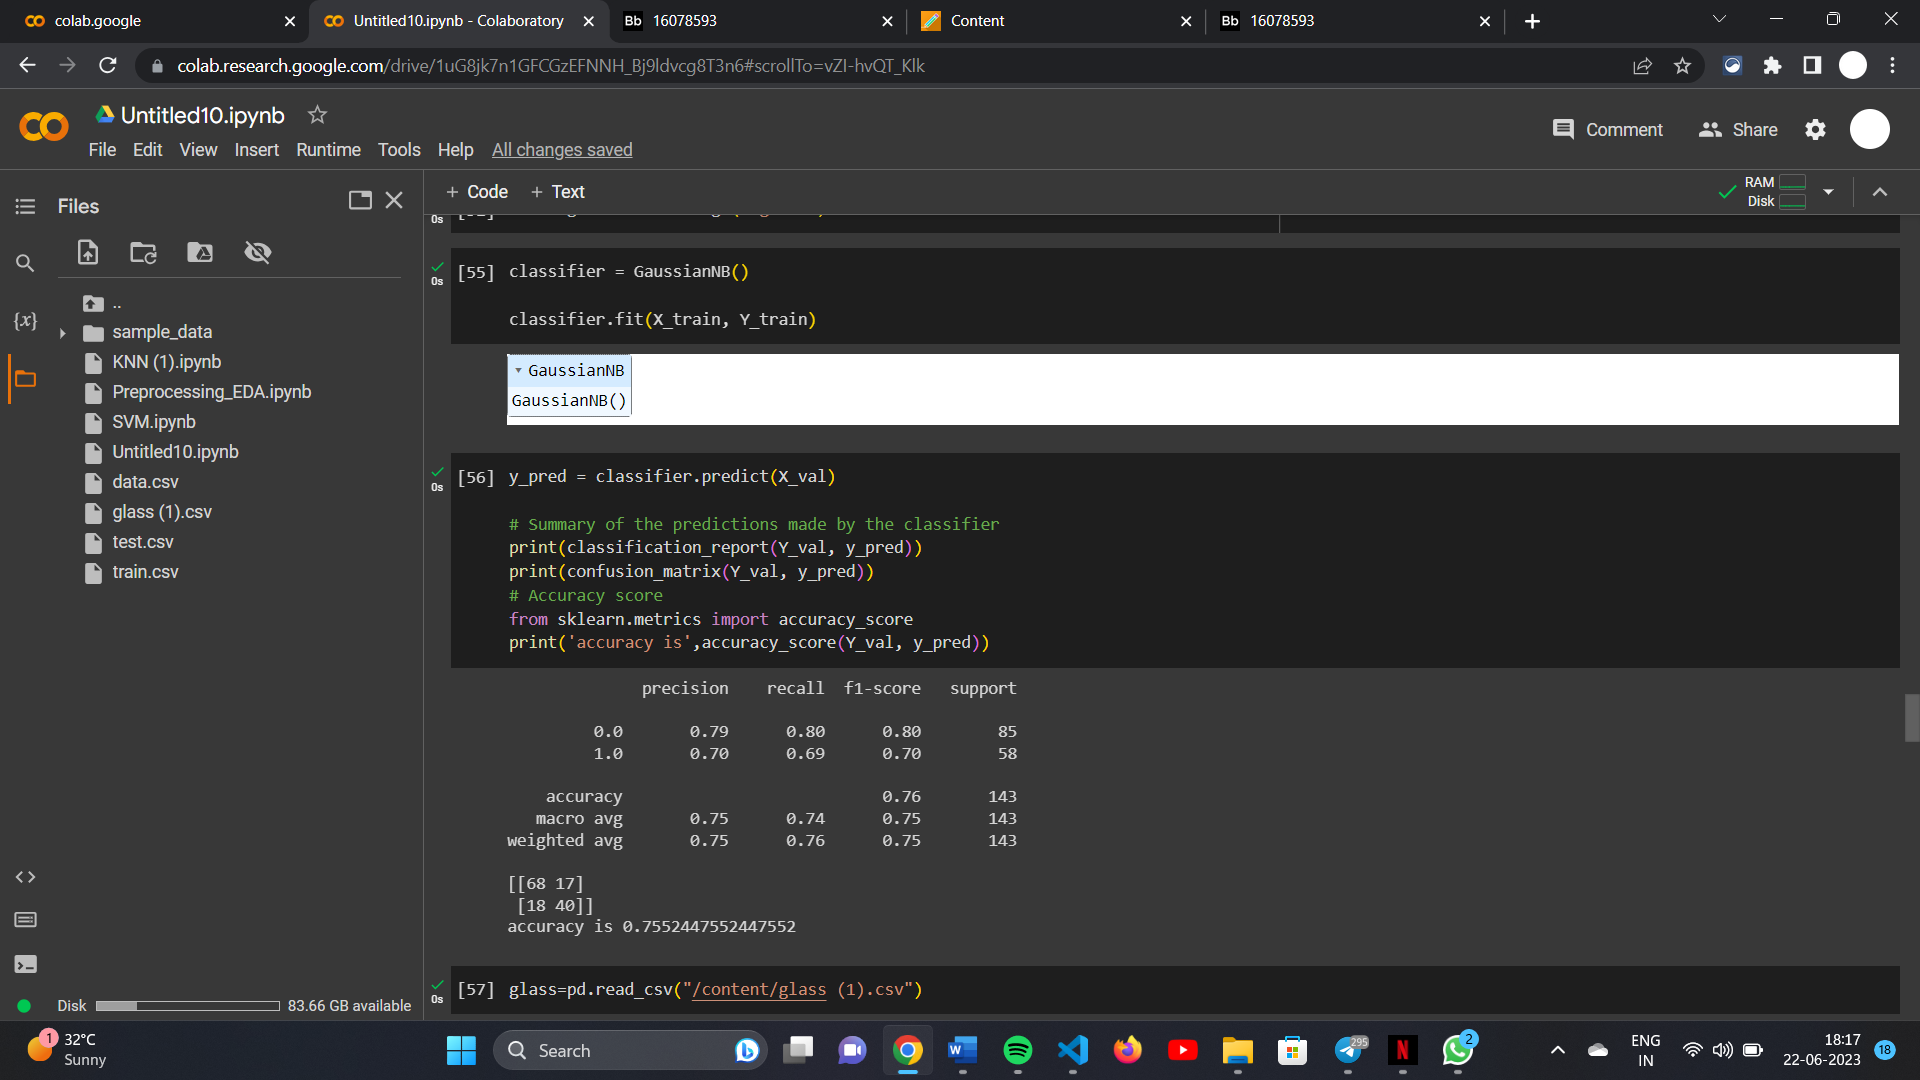 colab.google
Untitled10.ipynb - Colaboratory
Bb 16078593
Content
Bb 16078593
colab.research.google.com/drive/1uG8jk7n1GFCGzEFNNH_Bj9ldvcg8T3n6#scrollTo=vZI-hvQT_Klk
Untitled10.ipynb
Comment
Share
File Edit View Insert Runtime Tools Help All changes saved
Files
+ Code + Text
RAM
Disk
0s
..
sample_data
KNN (1).ipynb
Preprocessing_EDA.ipynb
SVM.ipynb
Untitled10.ipynb
data.csv
glass (1).csv
test.csv
train.csv
{x}
Disk 83.66 GB available
0s
[55] classifier = GaussianNB()
classifier.fit(X_train, Y_train)
GaussianNB
GaussianNB()
0s
[56] y_pred = classifier.predict(X_val)
# Summary of the predictions made by the classifier
print(classification_report(Y_val, y_pred))
print(confusion_matrix(Y_val, y_pred))
# Accuracy score
from sklearn.metrics import accuracy_score
print('accuracy is',accuracy_score(Y_val, y_pred))
precision recall f1-score support
0.0 0.79 0.80 0.80 85
1.0 0.70 0.69 0.70 58
accuracy 0.76 143
macro avg 0.75 0.74 0.75 143
weighted avg 0.75 0.76 0.75 143
[[68 17]
[18 40]]
accuracy is 0.7552447552447552
0s
[57] glass=pd.read_csv("/content/glass (1).csv")
1
32°C
Sunny
Search
295
2
ENG
IN
18:17
22-06-2023
18